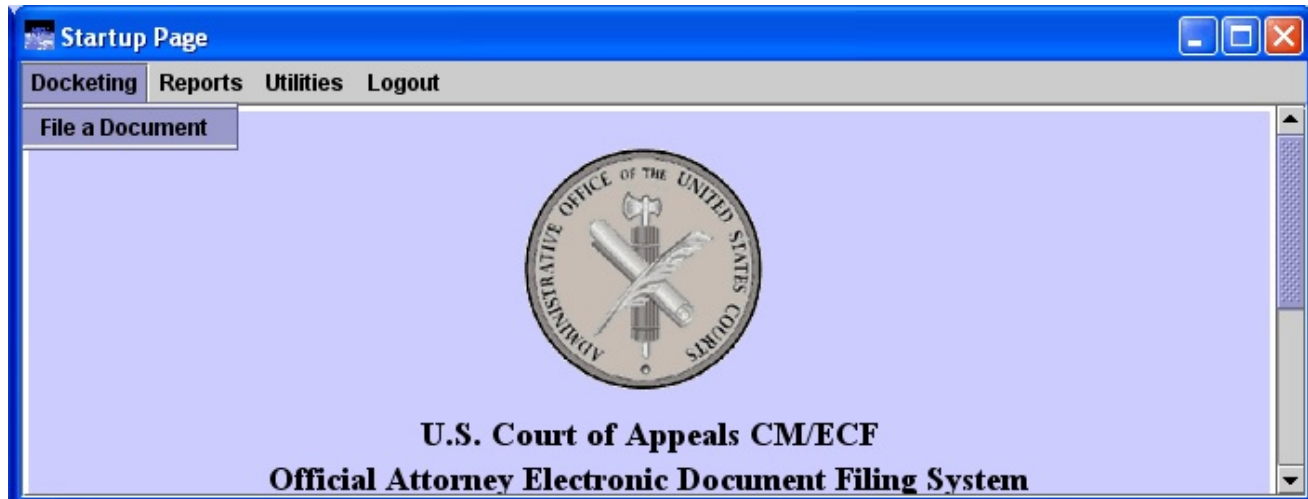 Startup Page
Docketing Reports Utilities Logout
File a Document
ADMINISTRATIVE OFFICE OF THE UNITED STATES COURTS
U.S. Court of Appeals CM/ECF
Official Attorney Electronic Document Filing System